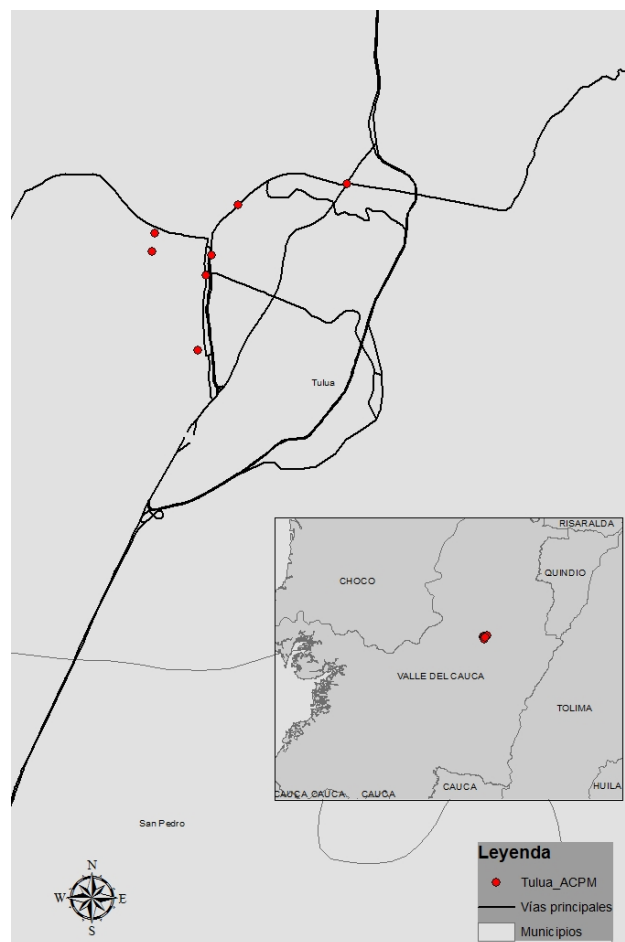 Tulua
RISARALDA
QUINDIO
CHOCO
VALLE DEL CAUCA
TOLIMA
CAUCA CAUCA CAUCA
CAUCA
HUILA
San Pedro
Leyenda
Tulua_ACPM
Vías principales
Municipios
N
W E
S